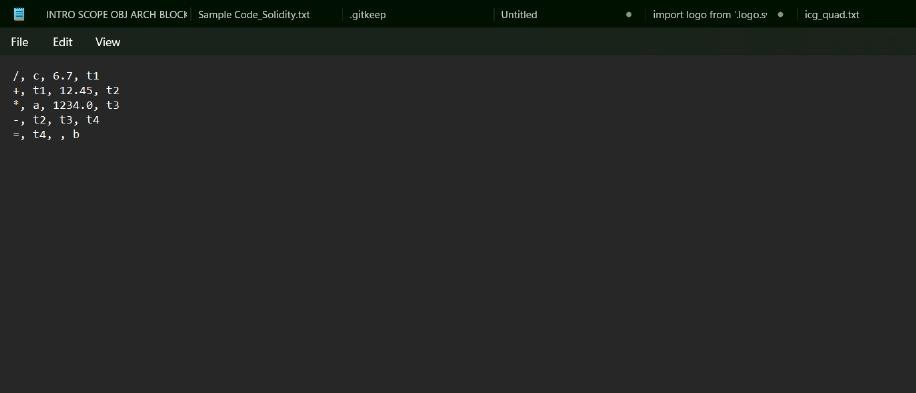 INTRO SCOPE OBJ ARCH BLOCK Sample Code_Solidity.txt .gitkeep Untitled import logo from './logo.sv icg_quad.txt
File Edit View
/, c, 6.7, t1
+, t1, 12.45, t2
*, a, 1234.0, t3
-, t2, t3, t4
=, t4, , b